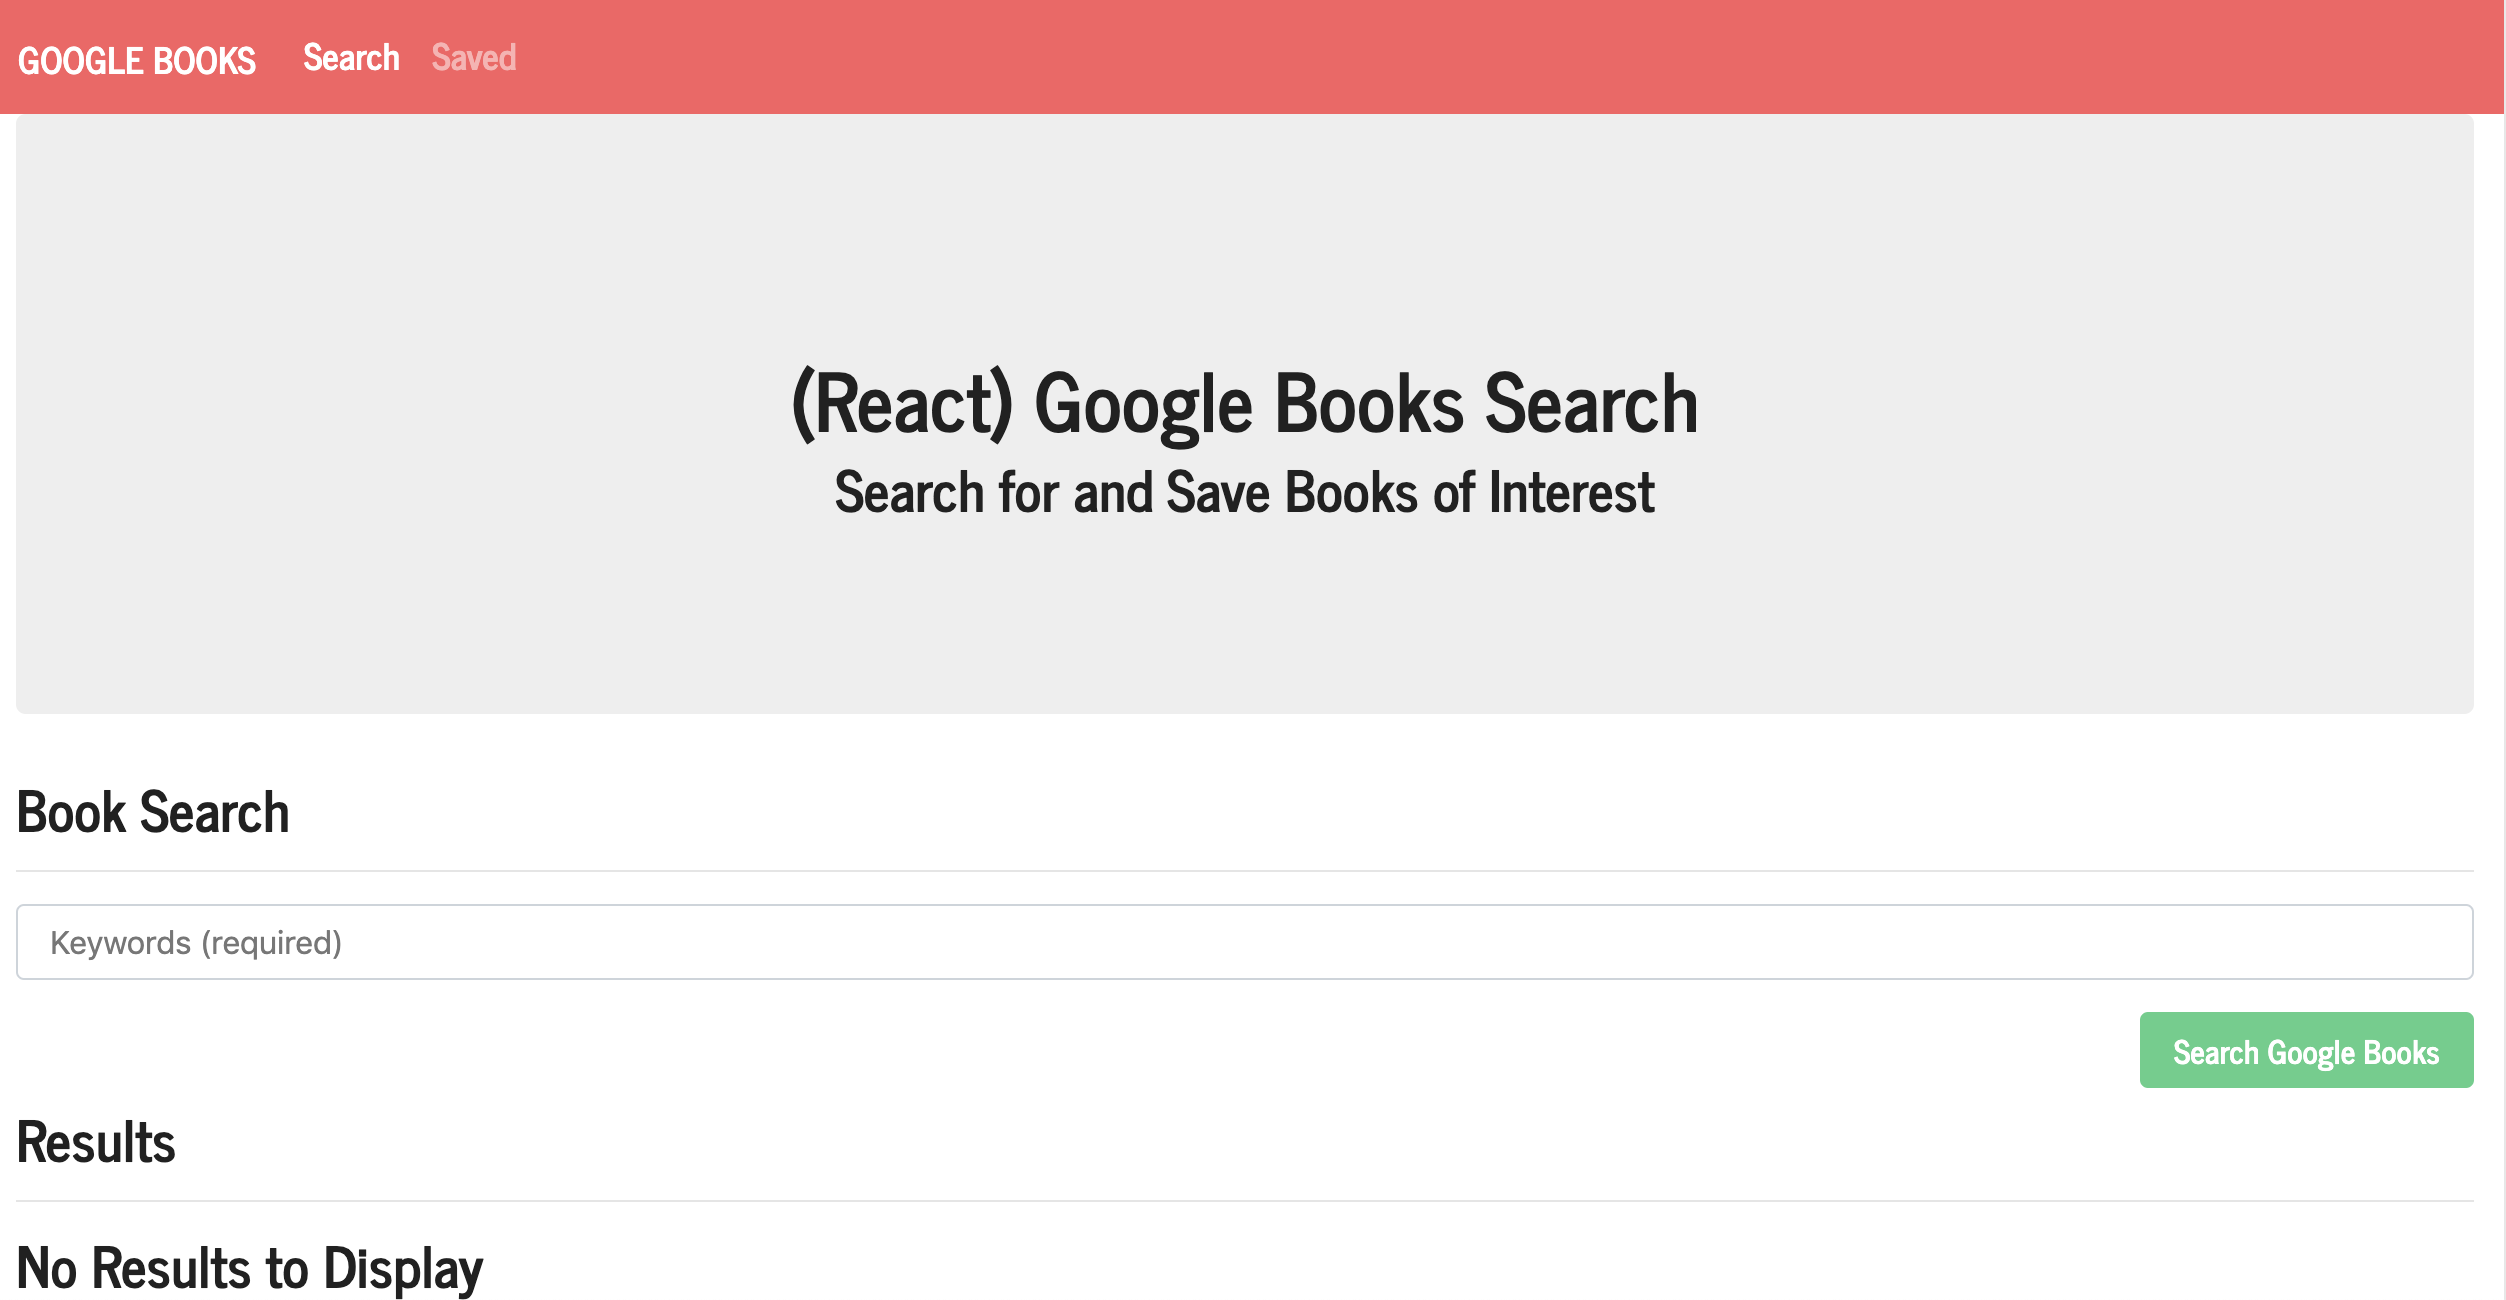 GOOGLE BOOKS Search Saved
(React) Google Books Search
Search for and Save Books of Interest
Book Search
Keywords (required)
Search Google Books
Results
No Results to Display